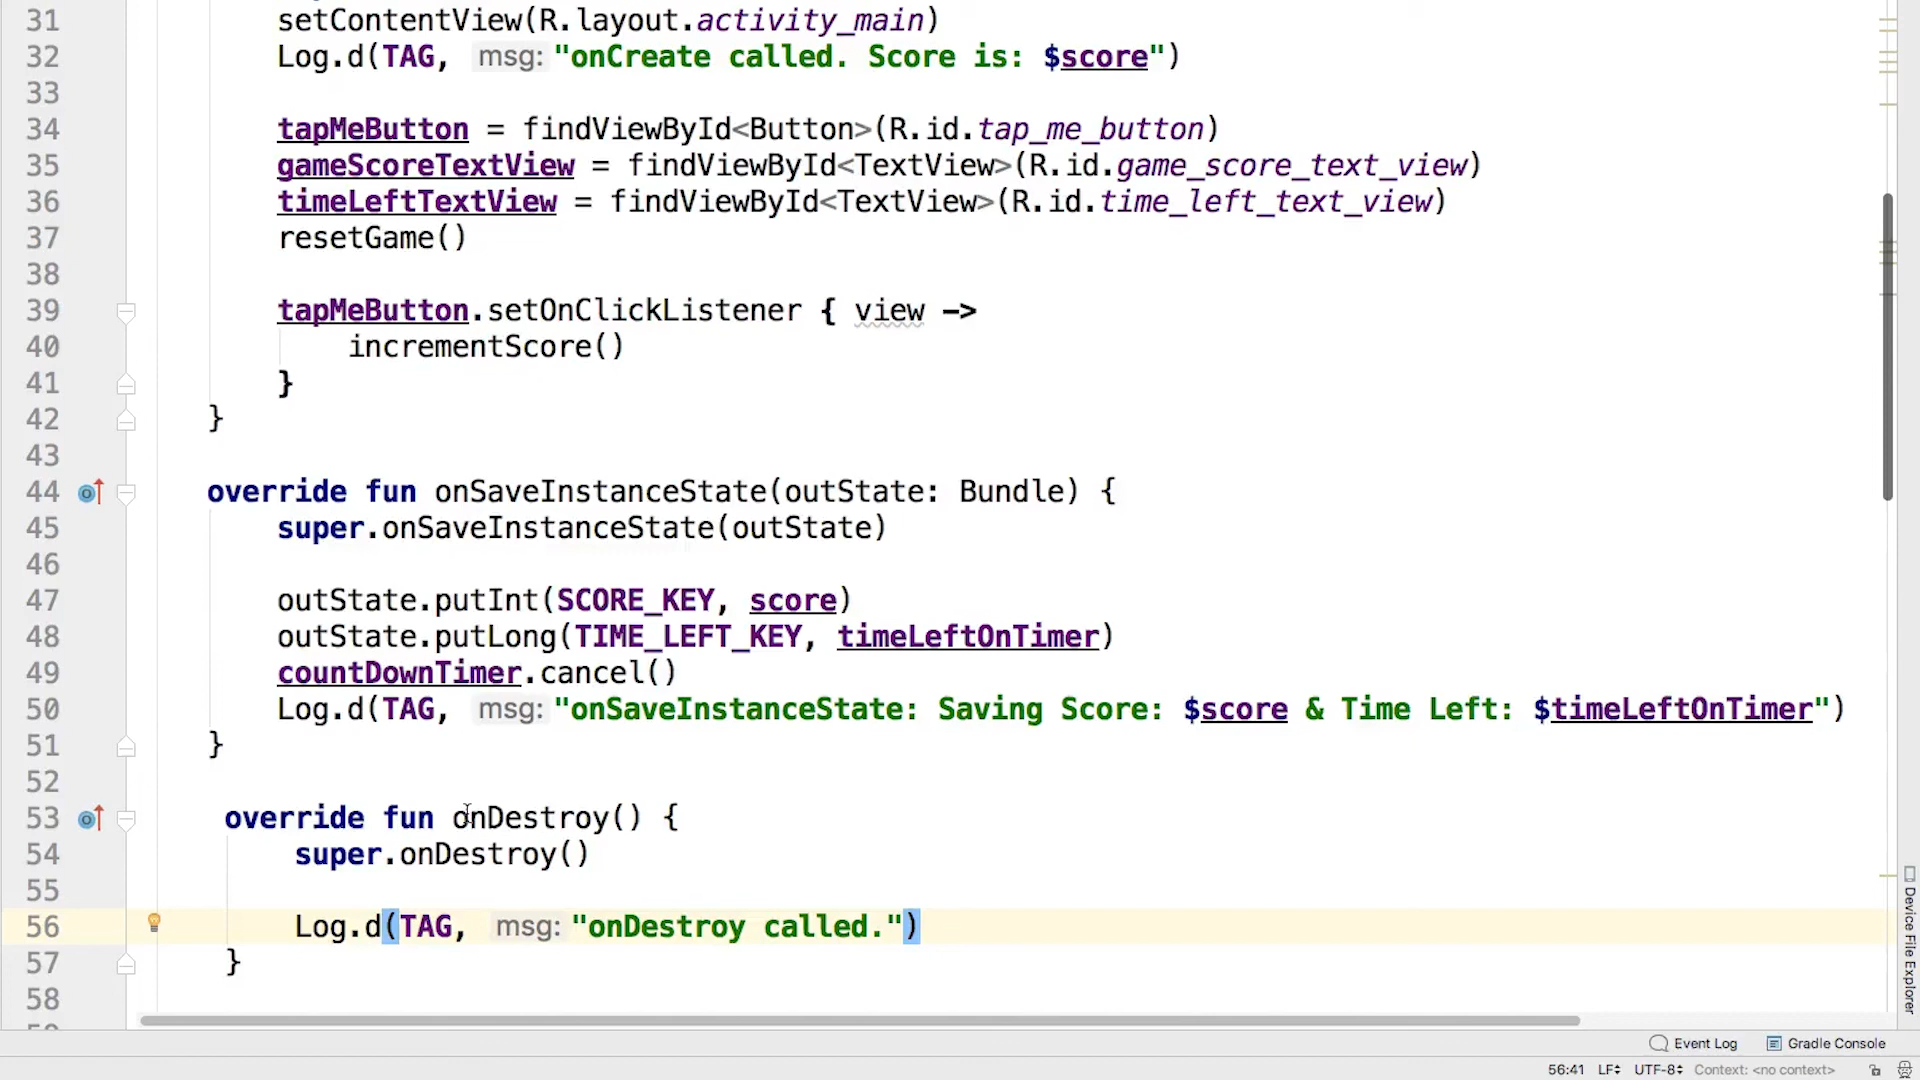 31 setContentView(R.layout.activity_main)
32 Log.d(TAG, msg: "onCreate called. Score is: $score")
33
34 tapMeButton = findViewById<Button>(R.id.tap_me_button)
35 gameScoreTextView = findViewById<TextView>(R.id.game_score_text_view)
36 timeLeftTextView = findViewById<TextView>(R.id.time_left_text_view)
37 resetGame()
38
39 tapMeButton.setOnClickListener { view ->
40 incrementScore()
41 }
42 }
43
44 override fun onSaveInstanceState(outState: Bundle) {
45 super.onSaveInstanceState(outState)
46
47 outState.putInt(SCORE_KEY, score)
48 outState.putLong(TIME_LEFT_KEY, timeLeftOnTimer)
49 countDownTimer.cancel()
50 Log.d(TAG, msg: "onSaveInstanceState: Saving Score: $score & Time Left: $timeLeftOnTimer")
51 }
52
53 override fun onDestroy() {
54 super.onDestroy()
55
56 Log.d(TAG, msg: "onDestroy called.")
57 }
58
Device File Explorer
Event Log Gradle Console
56:41 LF UTF-8 Context: <no context>